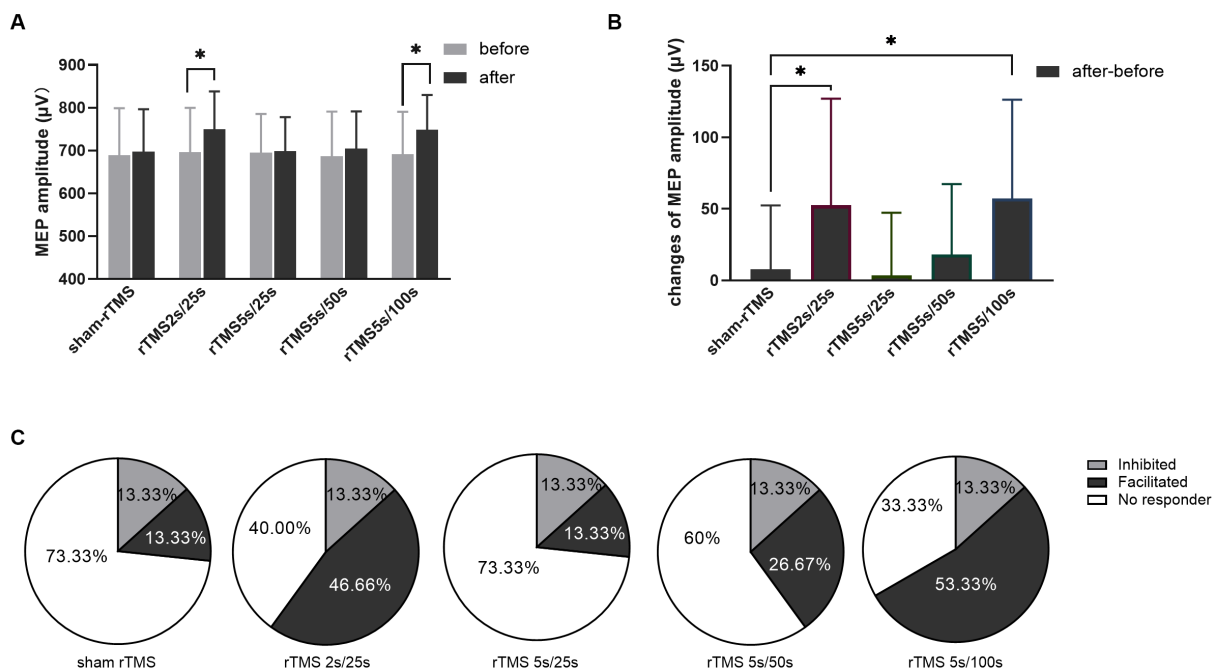 A
before
after
*
*
MEP amplitude (μV)
900
800
700
600
500
400
sham-rTMS
rTMS2s/25s
rTMS5s/25s
rTMS5s/50s
rTMS5s/100s
B
after-before
*
*
changes of MEP amplitude (μV)
150
100
50
0
sham-rTMS
rTMS2s/25s
rTMS5s/25s
rTMS5s/50s
rTMS5/100s
C
Inhibited
Facilitated
No responder
13.33%
13.33%
73.33%
sham rTMS
13.33%
40.00%
46.66%
rTMS 2s/25s
13.33%
13.33%
73.33%
rTMS 5s/25s
13.33%
60%
26.67%
rTMS 5s/50s
13.33%
33.33%
53.33%
rTMS 5s/100s